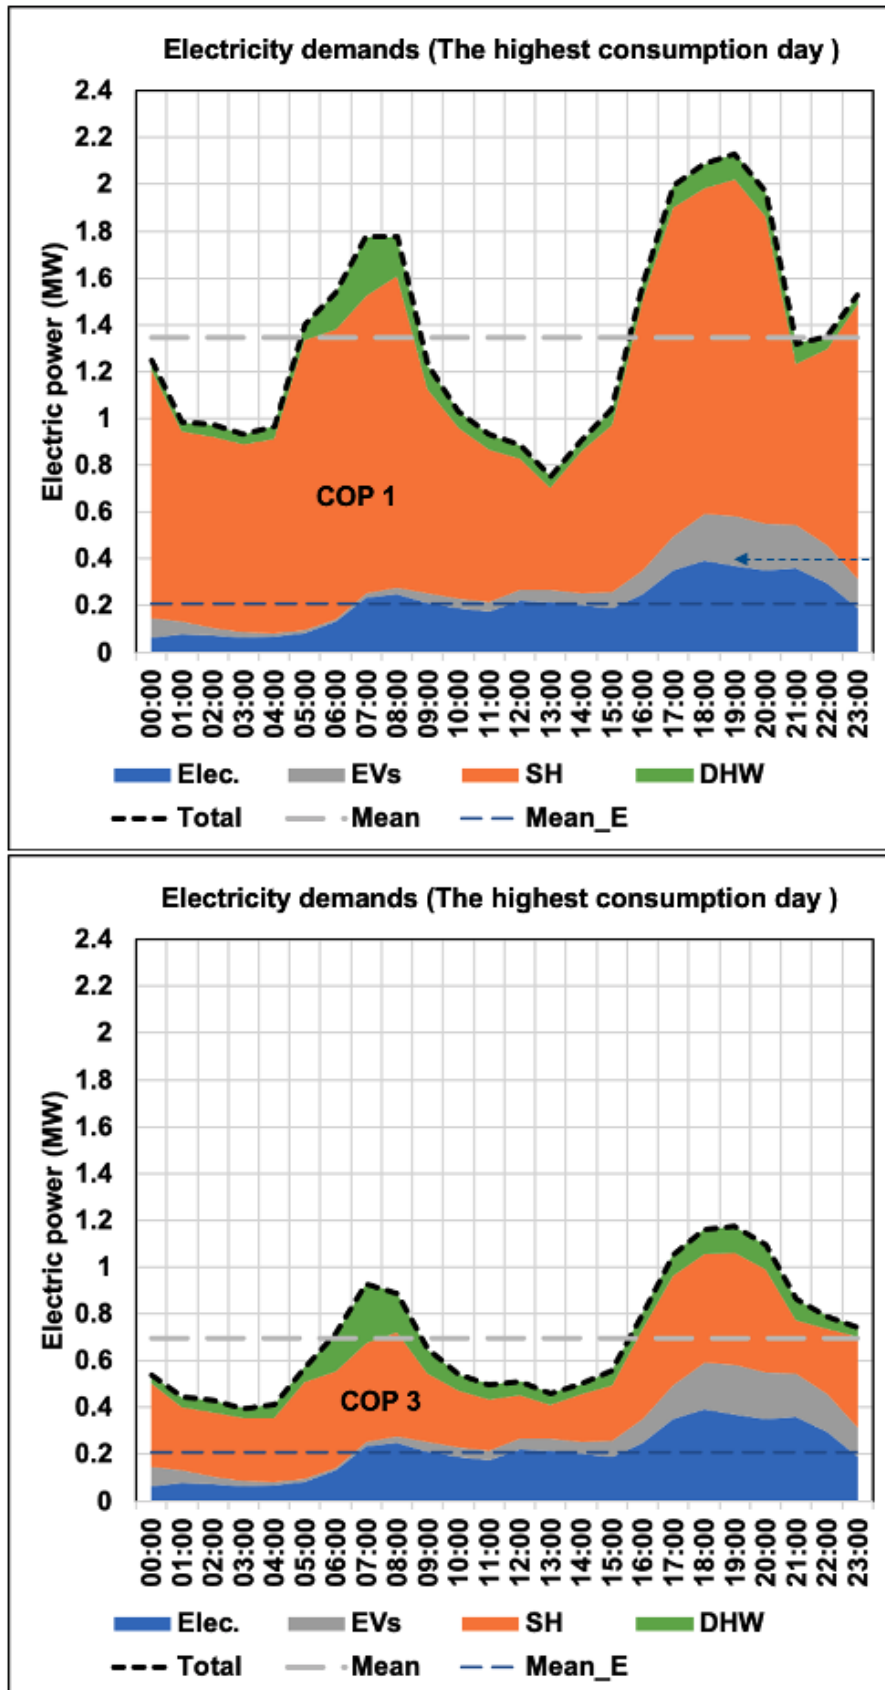 Electricity demands (The highest consumption day )
Electric power (MW)
2.4
2.2
2
1.8
1.6
1.4
1.2
1
0.8
0.6
0.4
0.2
0
COP 1
00:00 01:00 02:00 03:00 04:00 05:00 06:00 07:00 08:00 09:00 10:00 11:00 12:00 13:00 14:00 15:00 16:00 17:00 18:00 19:00 20:00 21:00 22:00 23:00
Elec. EVs SH DHW
Total Mean Mean_E
Electricity demands (The highest consumption day )
Electric power (MW)
2.4
2.2
2
1.8
1.6
1.4
1.2
1
0.8
0.6
0.4
0.2
0
COP 3
00:00 01:00 02:00 03:00 04:00 05:00 06:00 07:00 08:00 09:00 10:00 11:00 12:00 13:00 14:00 15:00 16:00 17:00 18:00 19:00 20:00 21:00 22:00 23:00
Elec. EVs SH DHW
Total Mean Mean_E